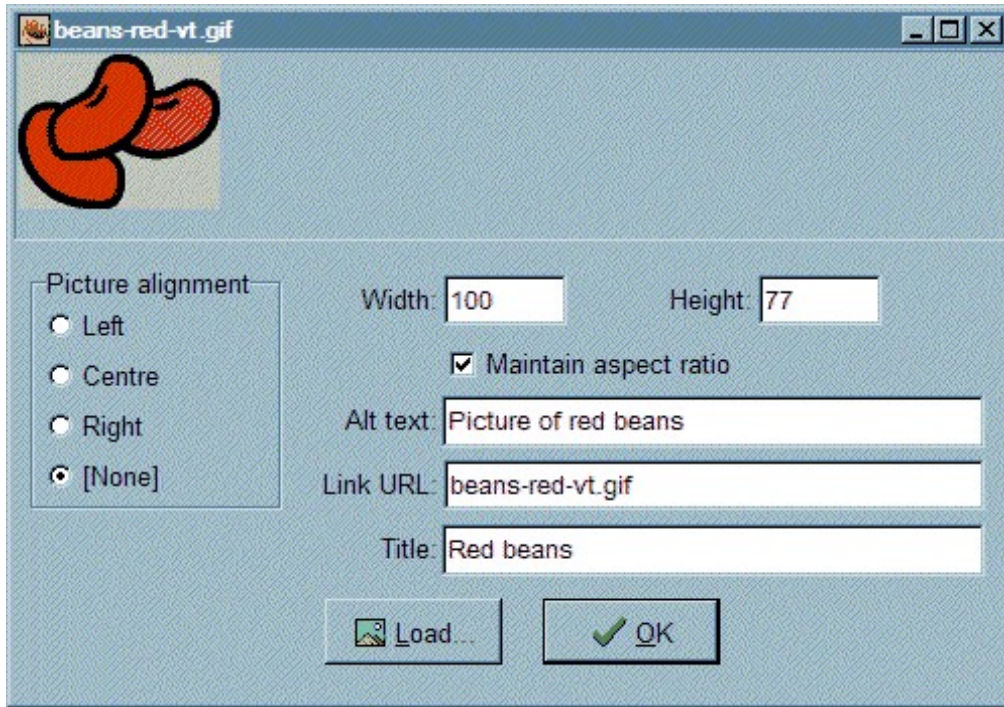 beans-red-vt.gif
Picture alignment
Left
Centre
Right
[None]
Width: 100 Height: 77
Maintain aspect ratio
Alt text: Picture of red beans
Link URL: beans-red-vt.gif
Title: Red beans
Load... OK